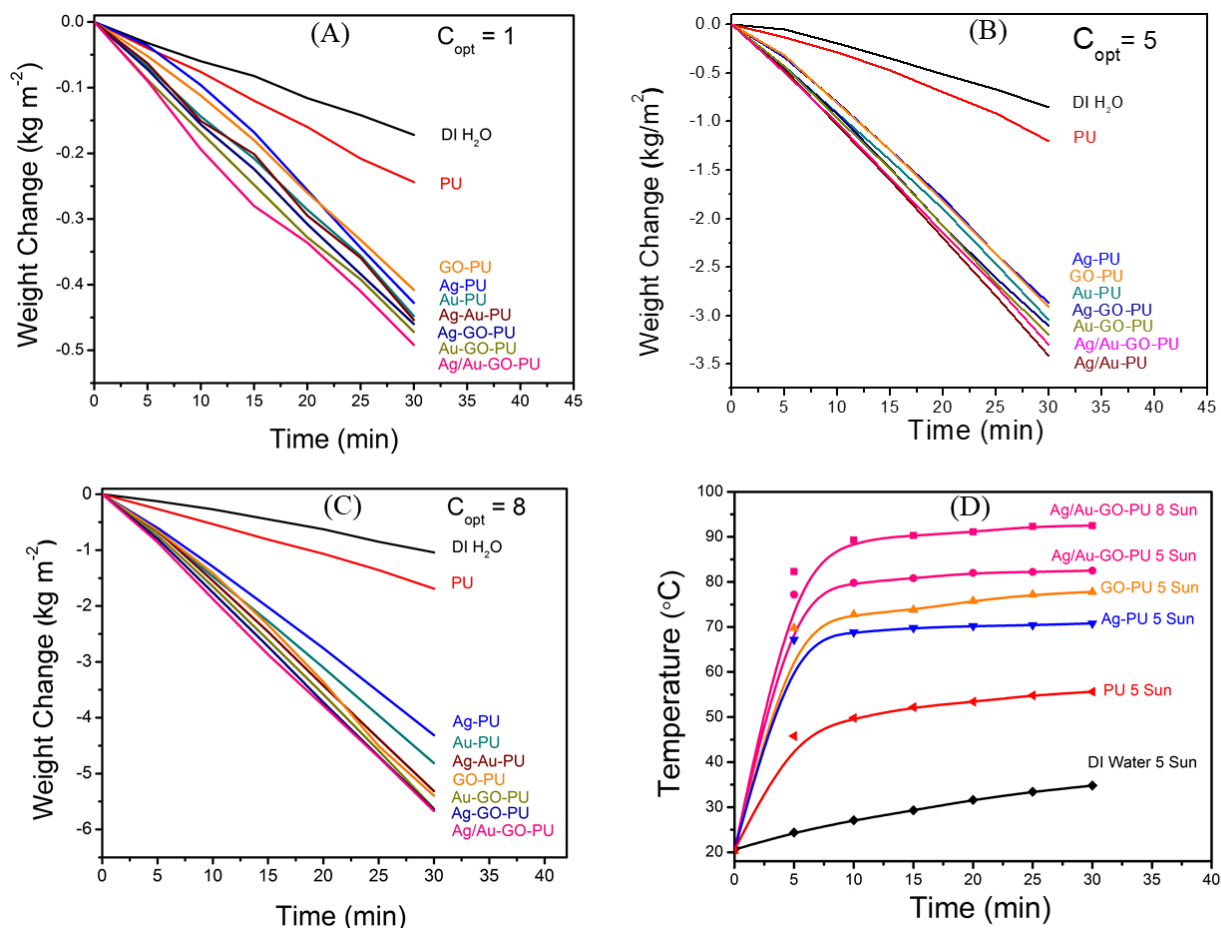 (A)
C_opt = 1
Weight Change (kg m⁻²)
0.0
-0.1
-0.2
-0.3
-0.4
-0.5
DI H₂O
PU
GO-PU
Ag-PU
Au-PU
Ag-Au-PU
Ag-GO-PU
Au-GO-PU
Ag/Au-GO-PU
0 5 10 15 20 25 30 35 40 45
Time (min)
(B)
C_opt = 5
Weight Change (kg/m²)
0.0
-0.5
-1.0
-1.5
-2.0
-2.5
-3.0
-3.5
DI H₂O
PU
Ag-PU
GO-PU
Au-PU
Ag-GO-PU
Au-GO-PU
Ag/Au-GO-PU
Ag/Au-PU
0 5 10 15 20 25 30 35 40 45
Time (min)
(C)
C_opt = 8
Weight Change (kg m⁻²)
0
-1
-2
-3
-4
-5
-6
DI H₂O
PU
Ag-PU
Au-PU
Ag-Au-PU
GO-PU
Au-GO-PU
Ag-GO-PU
Ag/Au-GO-PU
0 5 10 15 20 25 30 35 40
Time (min)
(D)
Temperature (°C)
100
90
80
70
60
50
40
30
20
Ag/Au-GO-PU 8 Sun
Ag/Au-GO-PU 5 Sun
GO-PU 5 Sun
Ag-PU 5 Sun
PU 5 Sun
DI Water 5 Sun
0 5 10 15 20 25 30 35 40
Time (min)